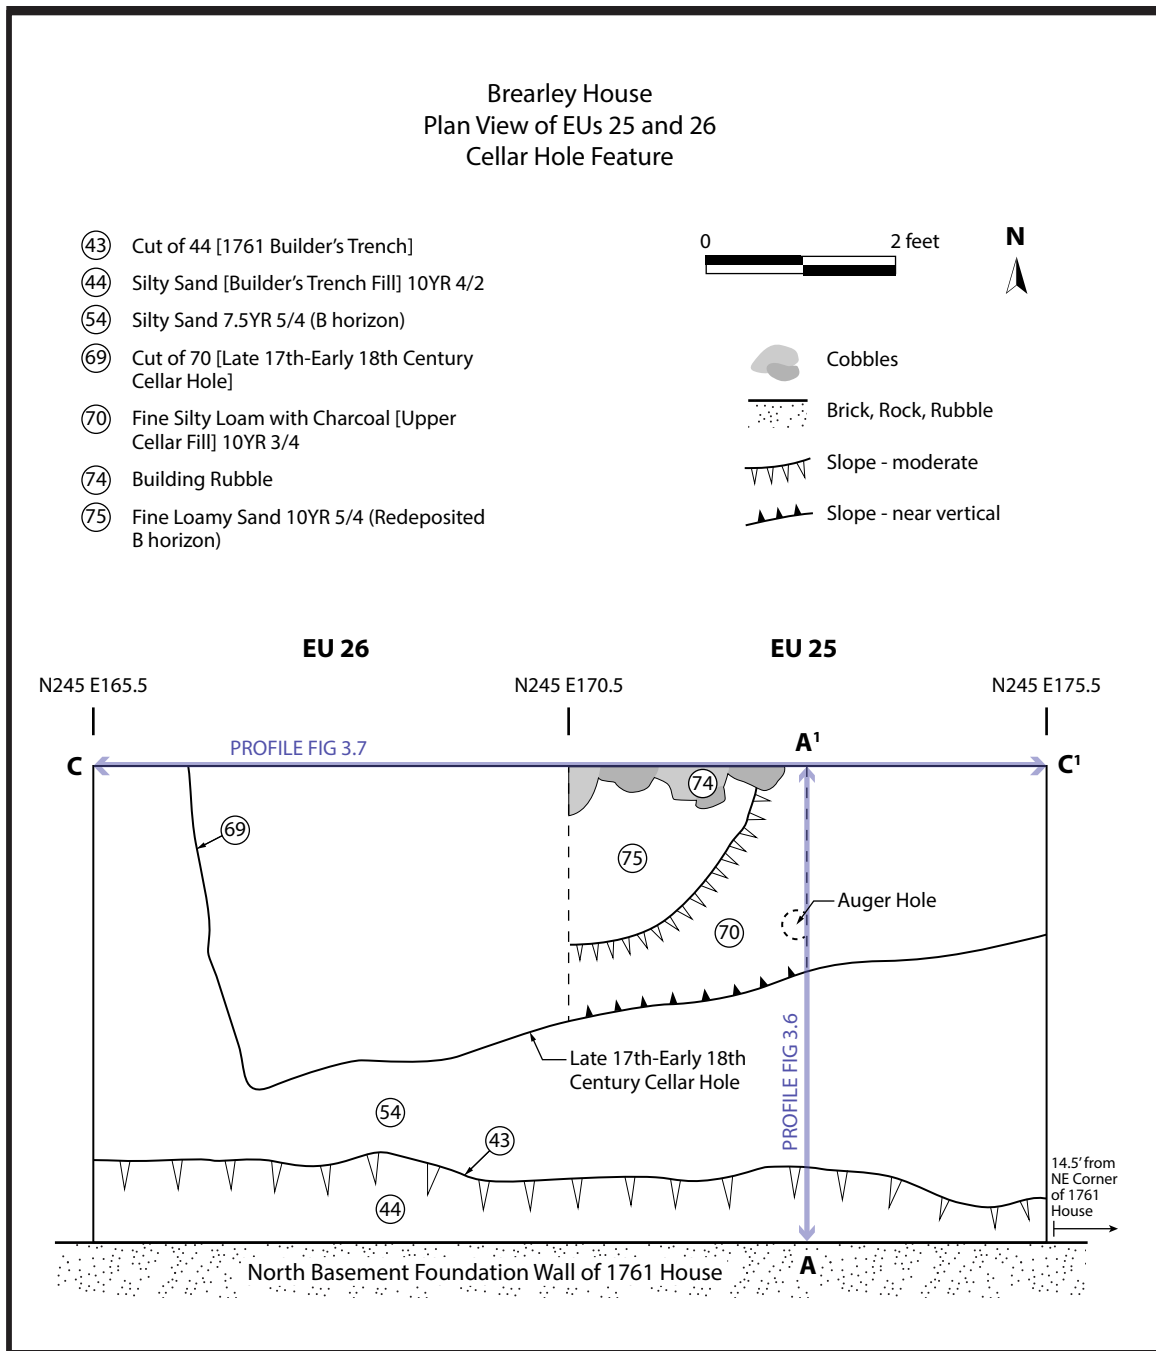 Brearley House
Plan View of EUs 25 and 26
Cellar Hole Feature
43 Cut of 44 [1761 Builder's Trench]
44 Silty Sand [Builder's Trench Fill] 10YR 4/2
54 Silty Sand 7.5YR 5/4 (B horizon)
69 Cut of 70 [Late 17th-Early 18th Century
Cellar Hole]
70 Fine Silty Loam with Charcoal [Upper
Cellar Fill] 10YR 3/4
74 Building Rubble
75 Fine Loamy Sand 10YR 5/4 (Redeposited
B horizon)
0 2 feet
N
Cobbles
Brick, Rock, Rubble
Slope - moderate
Slope - near vertical
EU 26 EU 25
N245 E165.5 N245 E170.5 N245 E175.5
PROFILE FIG 3.7
A1
C C1
74
69
75
Auger Hole
70
PROFILE FIG 3.6
Late 17th-Early 18th
Century Cellar Hole
54
43
44
14.5' from
NE Corner
of 1761
House
North Basement Foundation Wall of 1761 House
A